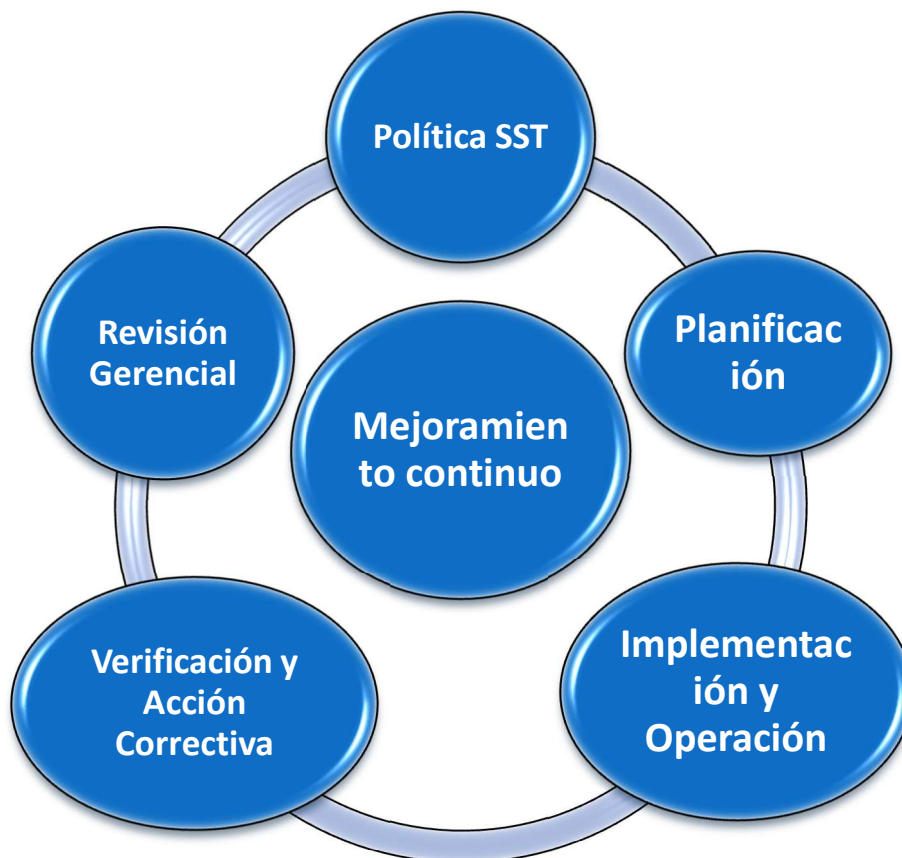 Política SST
Planificac
ión
Implementac
ión y
Operación
Verificación y
Acción
Correctiva
Revisión
Gerencial
Mejoramien
to continuo